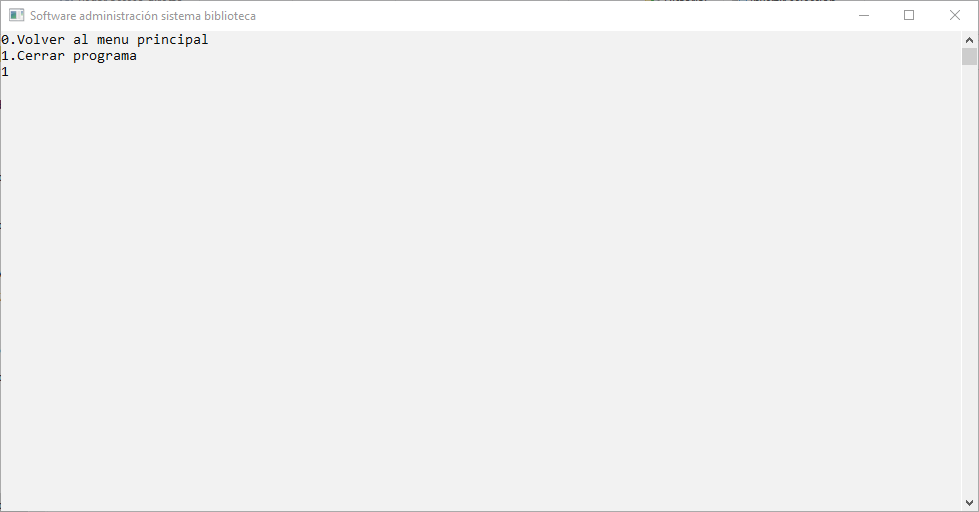 Software administración sistema biblioteca
0.Volver al menu principal
1.Cerrar programa
1